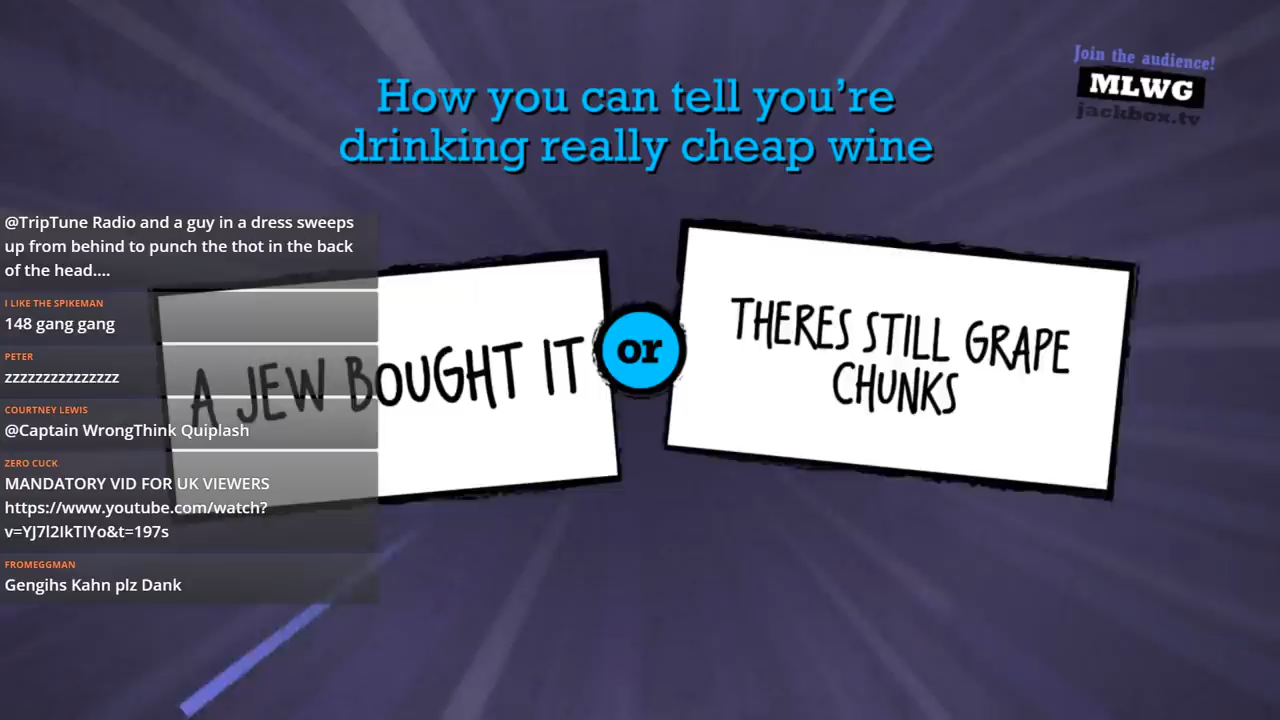 Join the audience!
MLWG
jackbox.tv
How you can tell you're
drinking really cheap wine
@TripTune Radio and a guy in a dress sweeps
up from behind to punch the thot in the back
of the head....
I LIKE THE SPIKEMAN
148 gang gang
PETER
zzzzzzzzzzzzzzz
COURTNEY LEWIS
@Captain WrongThink Quiplash
ZERO CUCK
MANDATORY VID FOR UK VIEWERS
https://www.youtube.com/watch?
v=YJ7l2IkTIYo&t=197s
FROMEGGMAN
Gengihs Kahn plz Dank
A JEW BOUGHT IT
or
THERES STILL GRAPE
CHUNKS